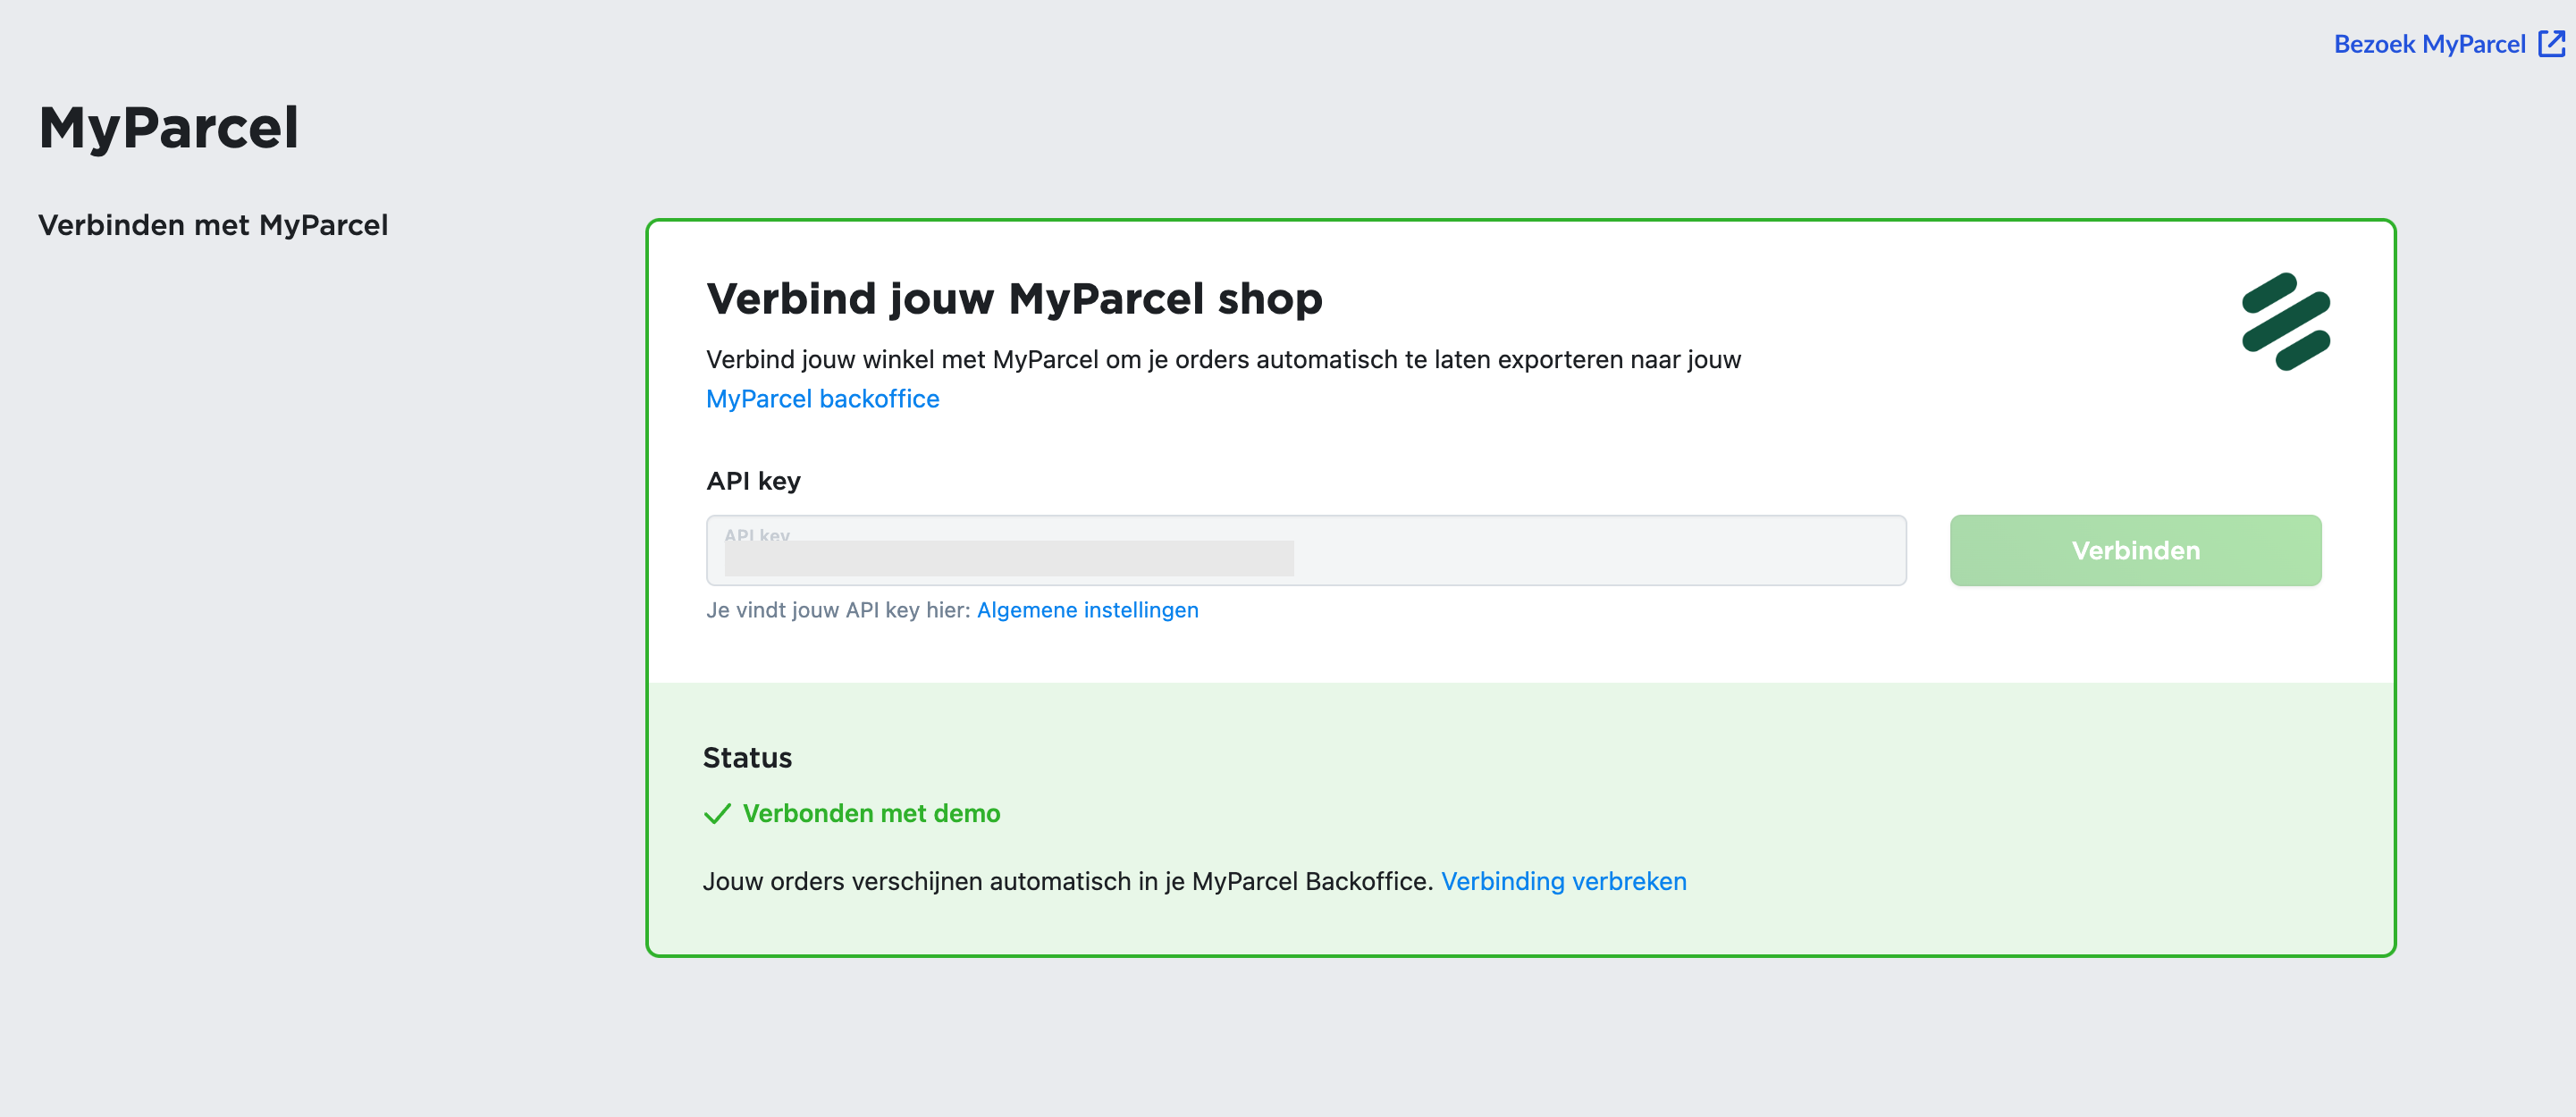 Bezoek MyParcel
MyParcel
Verbinden met MyParcel
Verbind jouw MyParcel shop
Verbind jouw winkel met MyParcel om je orders automatisch te laten exporteren naar jouw
MyParcel backoffice
API key
API key
Verbinden
Je vindt jouw API key hier: Algemene instellingen
Status
Verbonden met demo
Jouw orders verschijnen automatisch in je MyParcel Backoffice. Verbinding verbreken